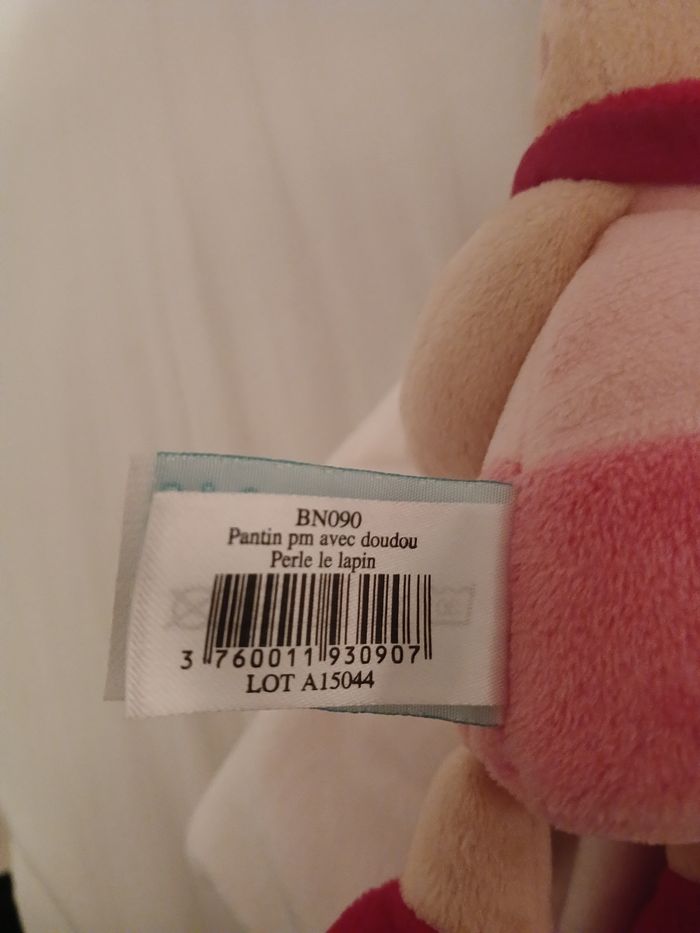 BN090
Pantin pm avec doudou
Perle le lapin
3 760011 930907
LOT A15044